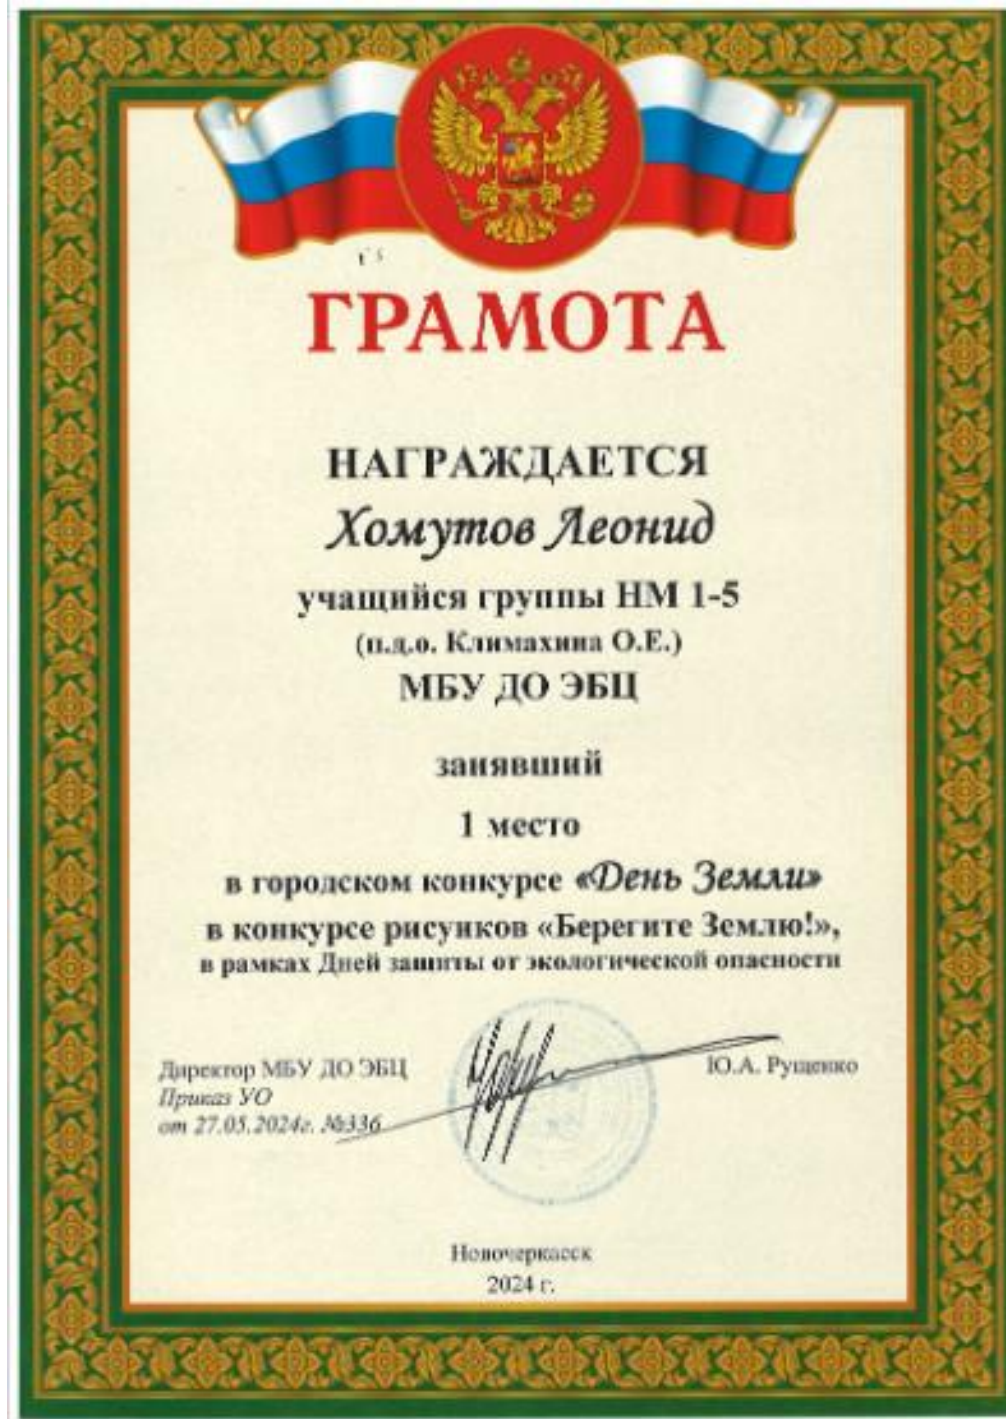 ГРАМОТА
НАГРАЖДАЕТСЯ
Хомутов Леонид
учащийся группы НМ 1-5
(п.д.о. Климахина О.Е.)
МБУ ДО ЭБЦ
занявший
1 место
в городском конкурсе «День Земли»
в конкурсе рисунков «Берегите Землю!»,
в рамках Дней защиты от экологической опасности
Директор МБУ ДО ЭБЦ Ю.А. Рущенко
Приказ УО
от 27.05.2024г. №336
Новочеркасск
2024 г.